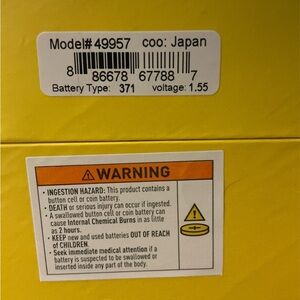 Model# 49957 coo: Japan
8 86678 67788 7
Battery Type: 371 voltage: 1.55
WARNING
• INGESTION HAZARD: This product contains a
button cell or coin battery.
• DEATH or serious injury can occur if ingested.
• A swallowed button cell or coin battery can
cause Internal Chemical Burns in as little
as 2 hours.
• KEEP new and used batteries OUT OF REACH
of CHILDREN.
• Seek immediate medical attention if a
battery is suspected to be swallowed or
inserted inside any part of the body.